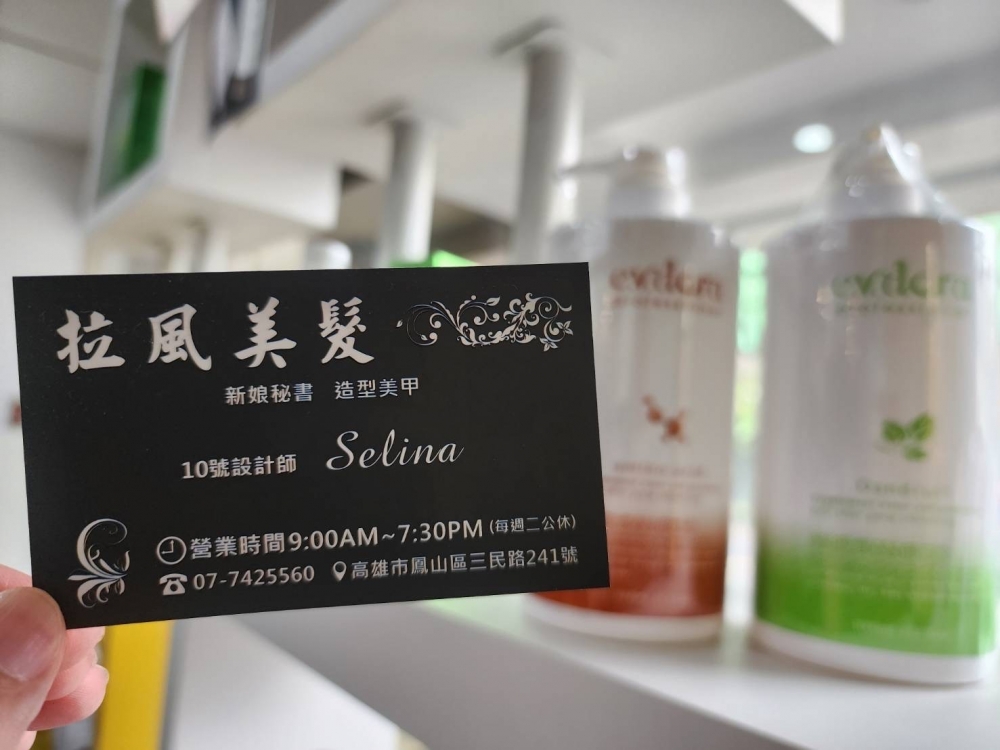 拉風美髮
新娘秘書 造型美甲
10號設計師 Selina
營業時間9:00AM~7:30PM(每週二公休)
07-7425560 高雄市鳳山區三民路241號